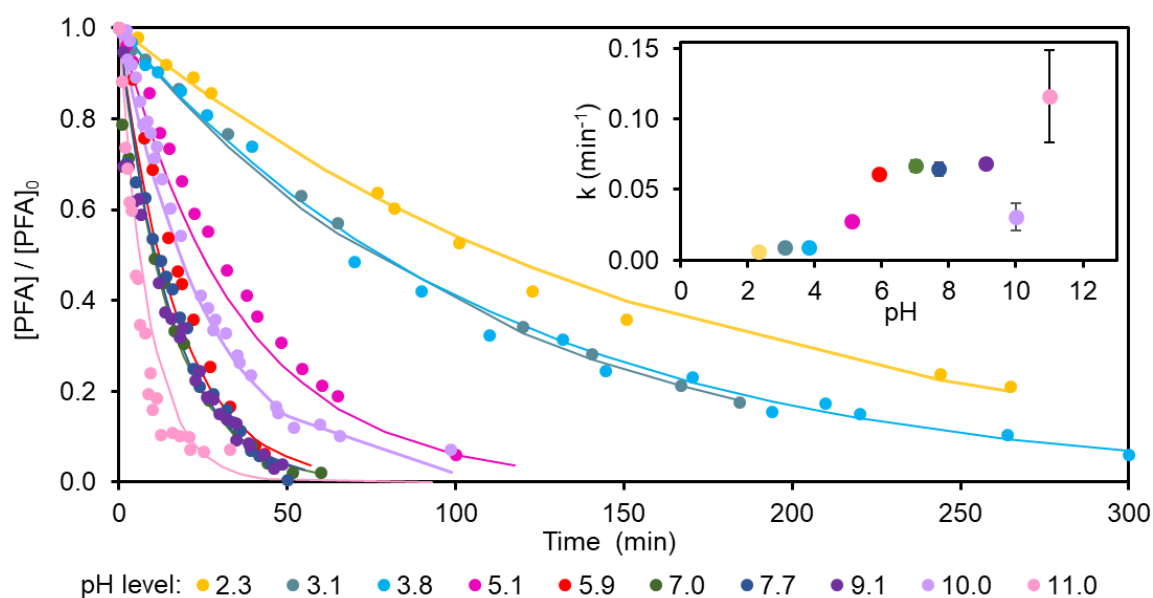 1.0
0.8
0.6
0.4
0.2
0.0
[PFA] / [PFA]0
0 50 100 150 200 250 300
Time (min)
0.15
0.10
0.05
0.00
k (min-1)
0 2 4 6 8 10 12
pH
pH level: 2.3 3.1 3.8 5.1 5.9 7.0 7.7 9.1 10.0 11.0